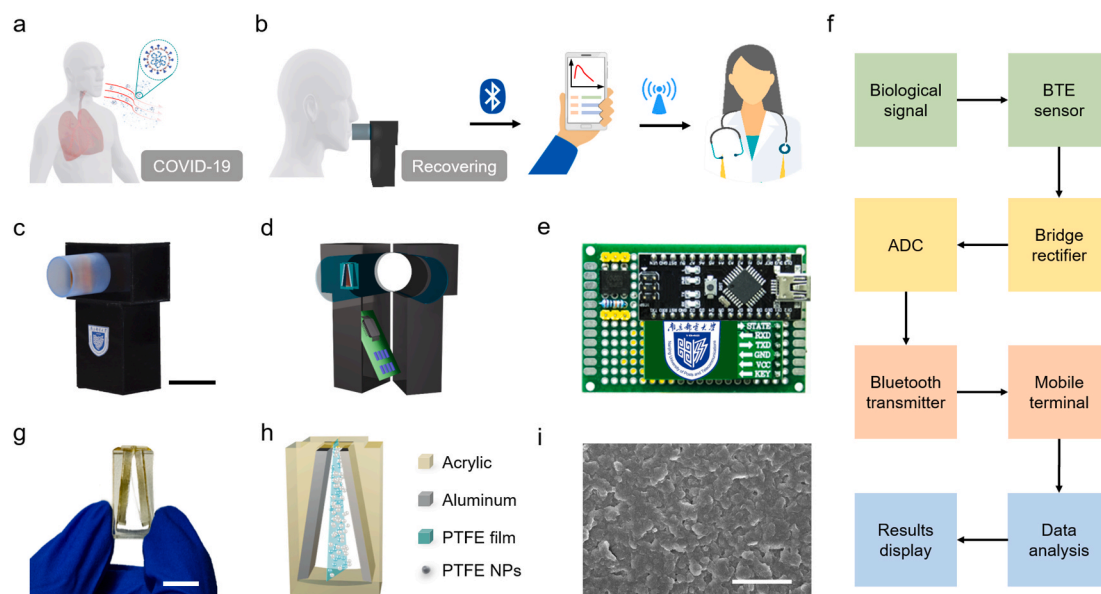 a
b
f
COVID-19
Recovering
Biological
signal
BTE
sensor
c
d
e
ADC
Bridge
rectifier
STATE
RXD
TXD
GND
VCC
KEY
Bluetooth
transmitter
Mobile
terminal
g
h
i
Acrylic
Aluminum
PTFE film
PTFE NPs
Results
display
Data
analysis